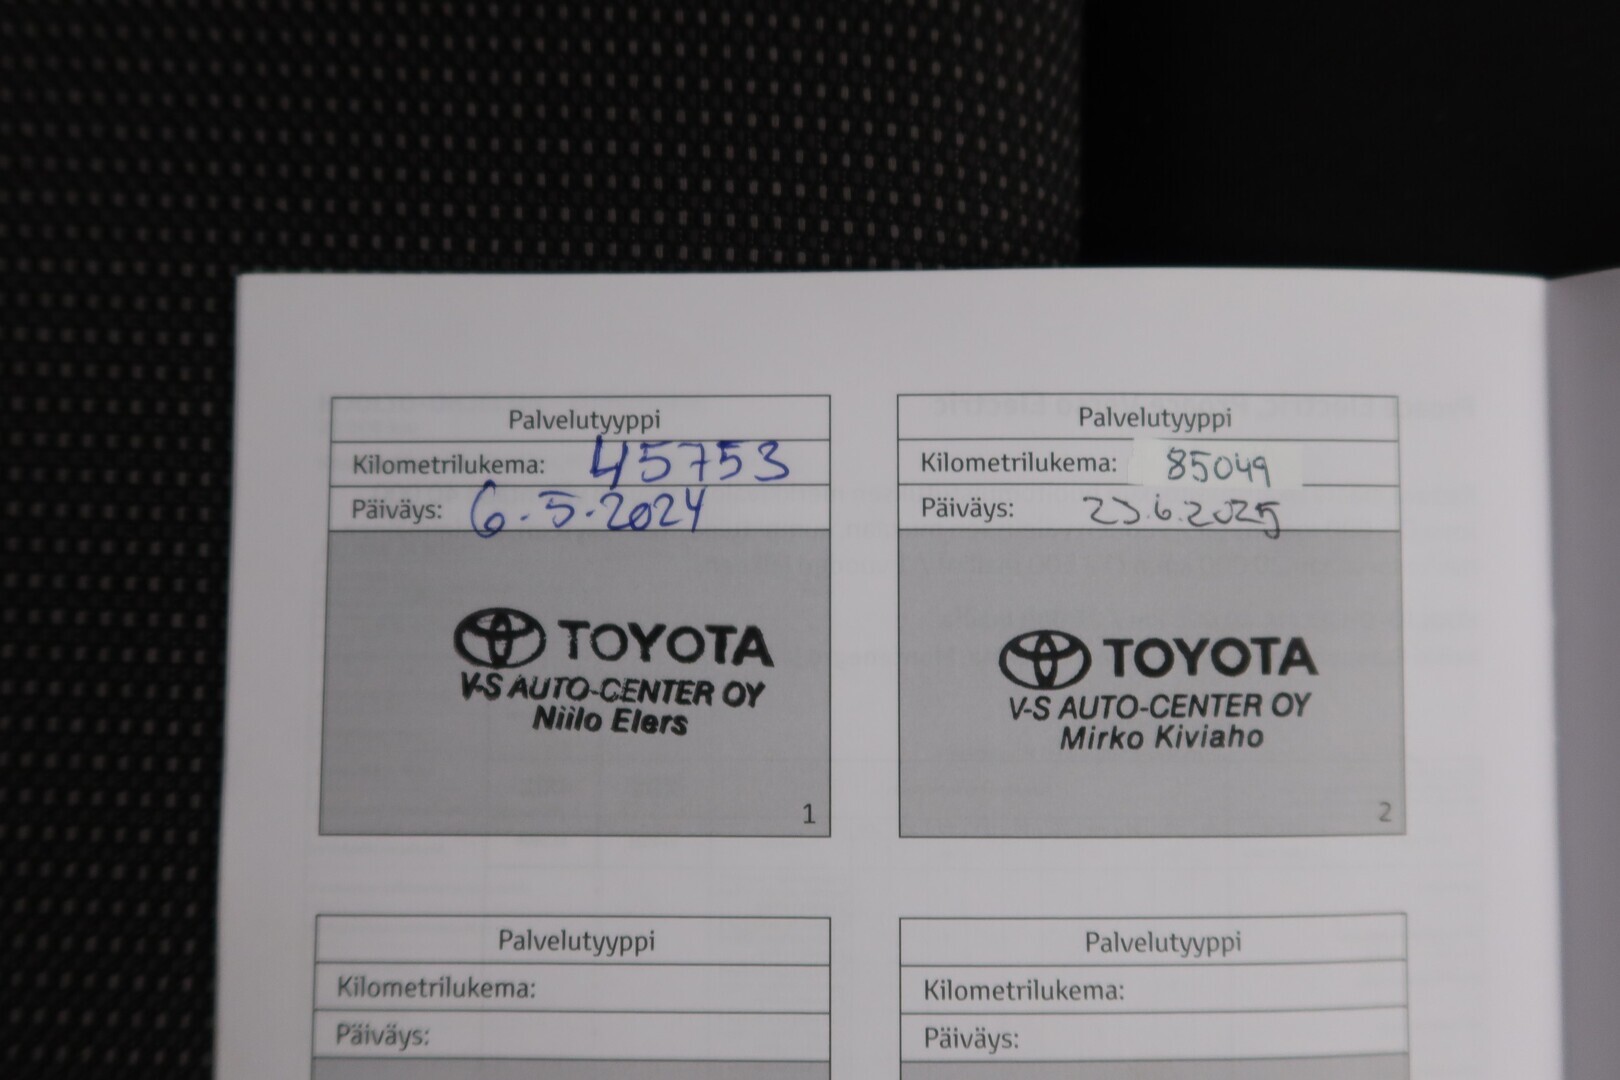 Palvelutyyppi
Kilometrilukema: 45753
Päiväys: 6.5.2024
TOYOTA
V-S AUTO-CENTER OY
Niilo Elers
1
Palvelutyyppi
Kilometrilukema: 85049
Päiväys: 23.6.2025
TOYOTA
V-S AUTO-CENTER OY
Mirko Kiviaho
2
Palvelutyyppi
Kilometrilukema:
Päiväys:
Palvelutyyppi
Kilometrilukema:
Päiväys: